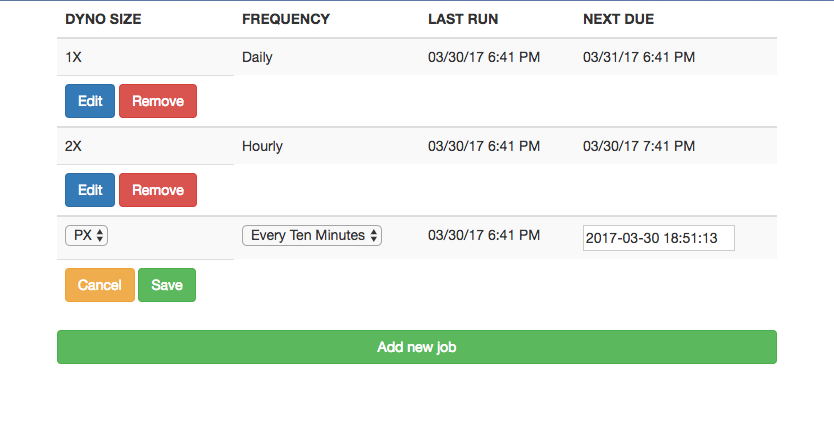 DYNO SIZE FREQUENCY LAST RUN NEXT DUE
1X Daily 03/30/17 6:41 PM 03/31/17 6:41 PM
Edit Remove
2X Hourly 03/30/17 6:41 PM 03/30/17 7:41 PM
Edit Remove
PX Every Ten Minutes 03/30/17 6:41 PM 2017-03-30 18:51:13
Cancel Save
Add new job